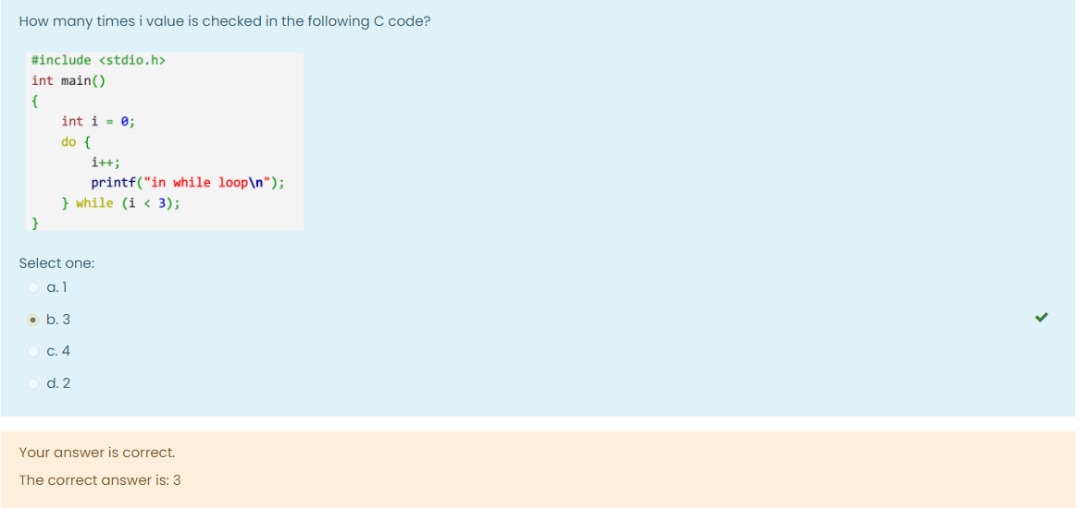 How many times i value is checked in the following C code?
#include <stdio.h>
int main()
{
    int i = 0;
    do {
        i++;
        printf("in while loop\n");
    } while (i < 3);
}
Select one:
a. 1
b. 3
c. 4
d. 2
Your answer is correct.
The correct answer is: 3